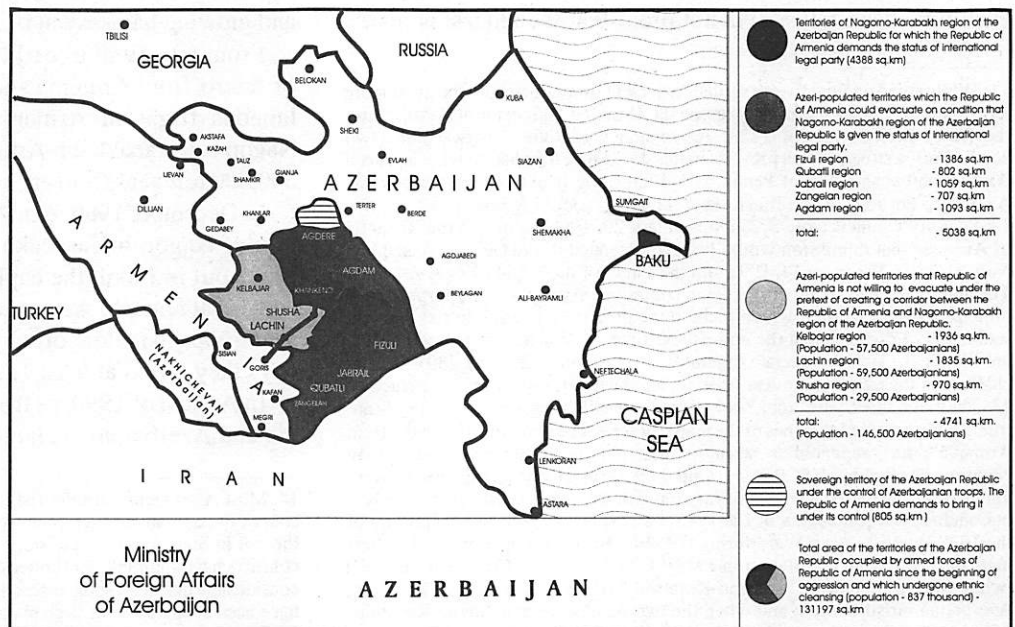 TBILISI
GEORGIA
RUSSIA
BELOKAN
KUBA
SHEKI
AKSTAFA
KAZAH
TAUZ
IJEVAN
SHAMKIR
GIANJA
EVLAH
SIAZAN
AZERBAIJAN
DILIJAN
KHANLAR
TERTER
BERDE
SUMGAIT
GEDABEY
SHEMAKHA
AGDERE
BAKU
ARMENIA
AGDAM
AGDJABEDI
KELBAJAR
KHANKENDI
BEYLAGAN
ALI-BAYRAMLI
TURKEY
SHUSHA
LACHIN
SISIAN
FIZULI
GORIS
NAKHICHEVAN
(Azerbaijan)
JABRAIL
NEFTECHALA
KAFAN
QUBATLI
ZANGELAN
MEGRI
CASPIAN
SEA
IRAN
LENKORAN
ASTARA
Ministry
of Foreign Affairs
of Azerbaijan
AZERBAIJAN
Territories of Nagorno-Karabakh region of the
Azerbaijan Republic for which the Republic of
Armenia demands the status of international
legal party (4388 sq.km)
Azeri-populated territories which the Republic
of Armenia could evacuate on condition that
Nagorno-Karabakh region of the Azerbaijan
Republic is given the status of international
legal party.
Fizuli region - 1386 sq.km
Qubatli region - 802 sq.km
Jabrail region - 1059 sq.km
Zangelan region - 707 sq.km
Agdam region - 1093 sq.km
total: - 5038 sq.km
Azeri-populated territories that Republic of
Armenia is not willing to evacuate under the
pretext of creating a corridor between the
Republic of Armenia and Nagorno-Karabakh
region of the Azerbaijan Republic.
Kelbajar region - 1936 sq.km
(Population - 57,500 Azerbaijanians)
Lachin region - 1835 sq.km
(Population - 59,500 Azerbaijanians)
Shusha region - 970 sq.km
(Population - 29,500 Azerbaijanians)
total: - 4741 sq.km
(Population - 146,500 Azerbaijanians)
Sovereign territory of the Azerbaijan Republic
under the control of Azerbaijanian troops. The
Republic of Armenia demands to bring it
under its control (805 sq.km)
Total area of the territories of the Azerbaijan
Republic occupied by armed forces of
Republic of Armenia since the beginning of
aggression and which undergone ethnic
cleansing (population - 837 thousand) -
131197 sq.km